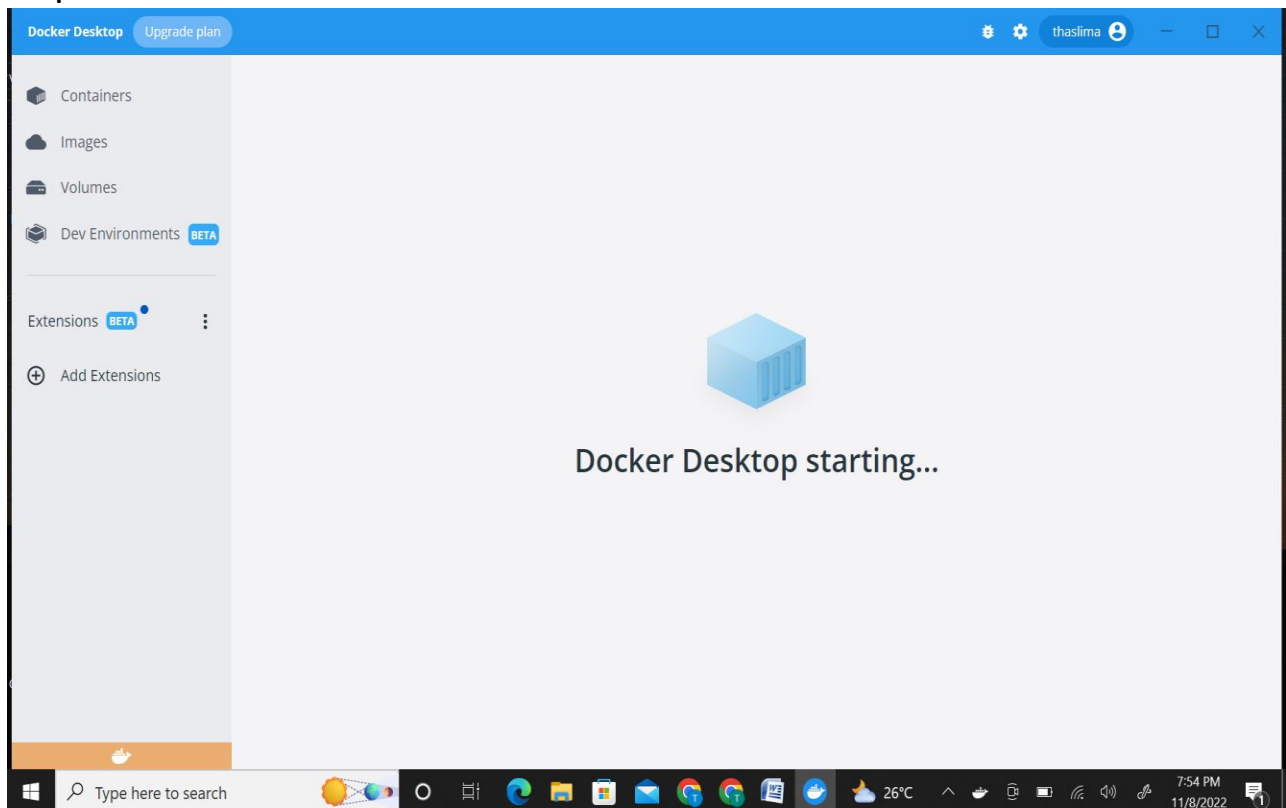 Docker Desktop Upgrade plan thaslima
Containers
Images
Volumes
Dev Environments BETA
Extensions BETA
Add Extensions
Docker Desktop starting...
Type here to search 26°C 7:54 PM
11/8/2022 1